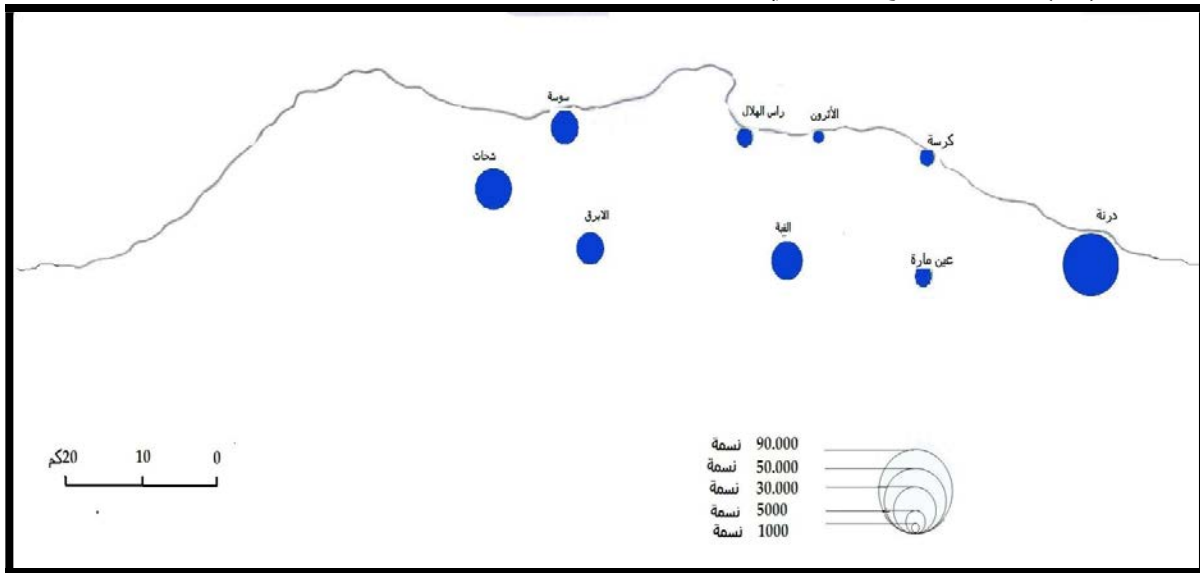 سوسة
راس الهلال
الأثرون
كرسة
شحات
الابرق
القبة
درنة
عين مارة
20كم 10 0
90.000 نسمة
50.000 نسمة
30.000 نسمة
5000 نسمة
1000 نسمة